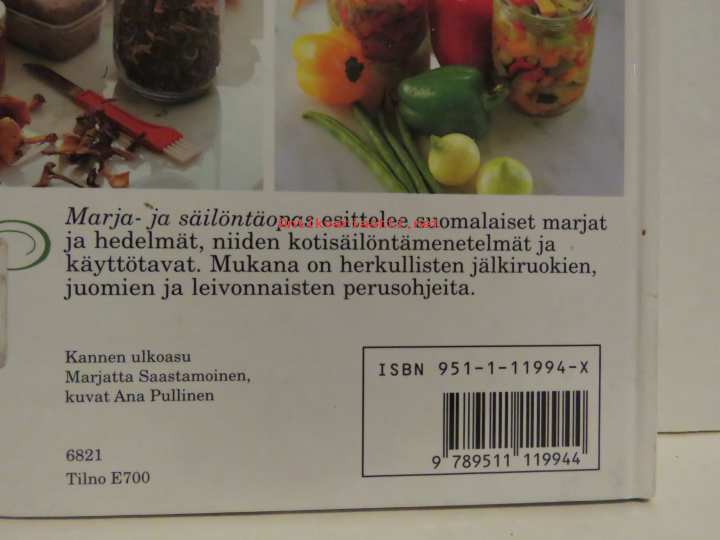 Marja- ja säilöntäopas esittelee suomalaiset marjat
ja hedelmät, niiden kotisäilöntämenetelmät ja
käyttötavat. Mukana on herkullisten jälkiruokien,
juomien ja leivonnaisten perusohjeita.
Kannen ulkoasu
Marjatta Saastamoinen,
kuvat Ana Pullinen
6821
Tilno E700
ISBN 951-1-11994-X
9 789511 119944